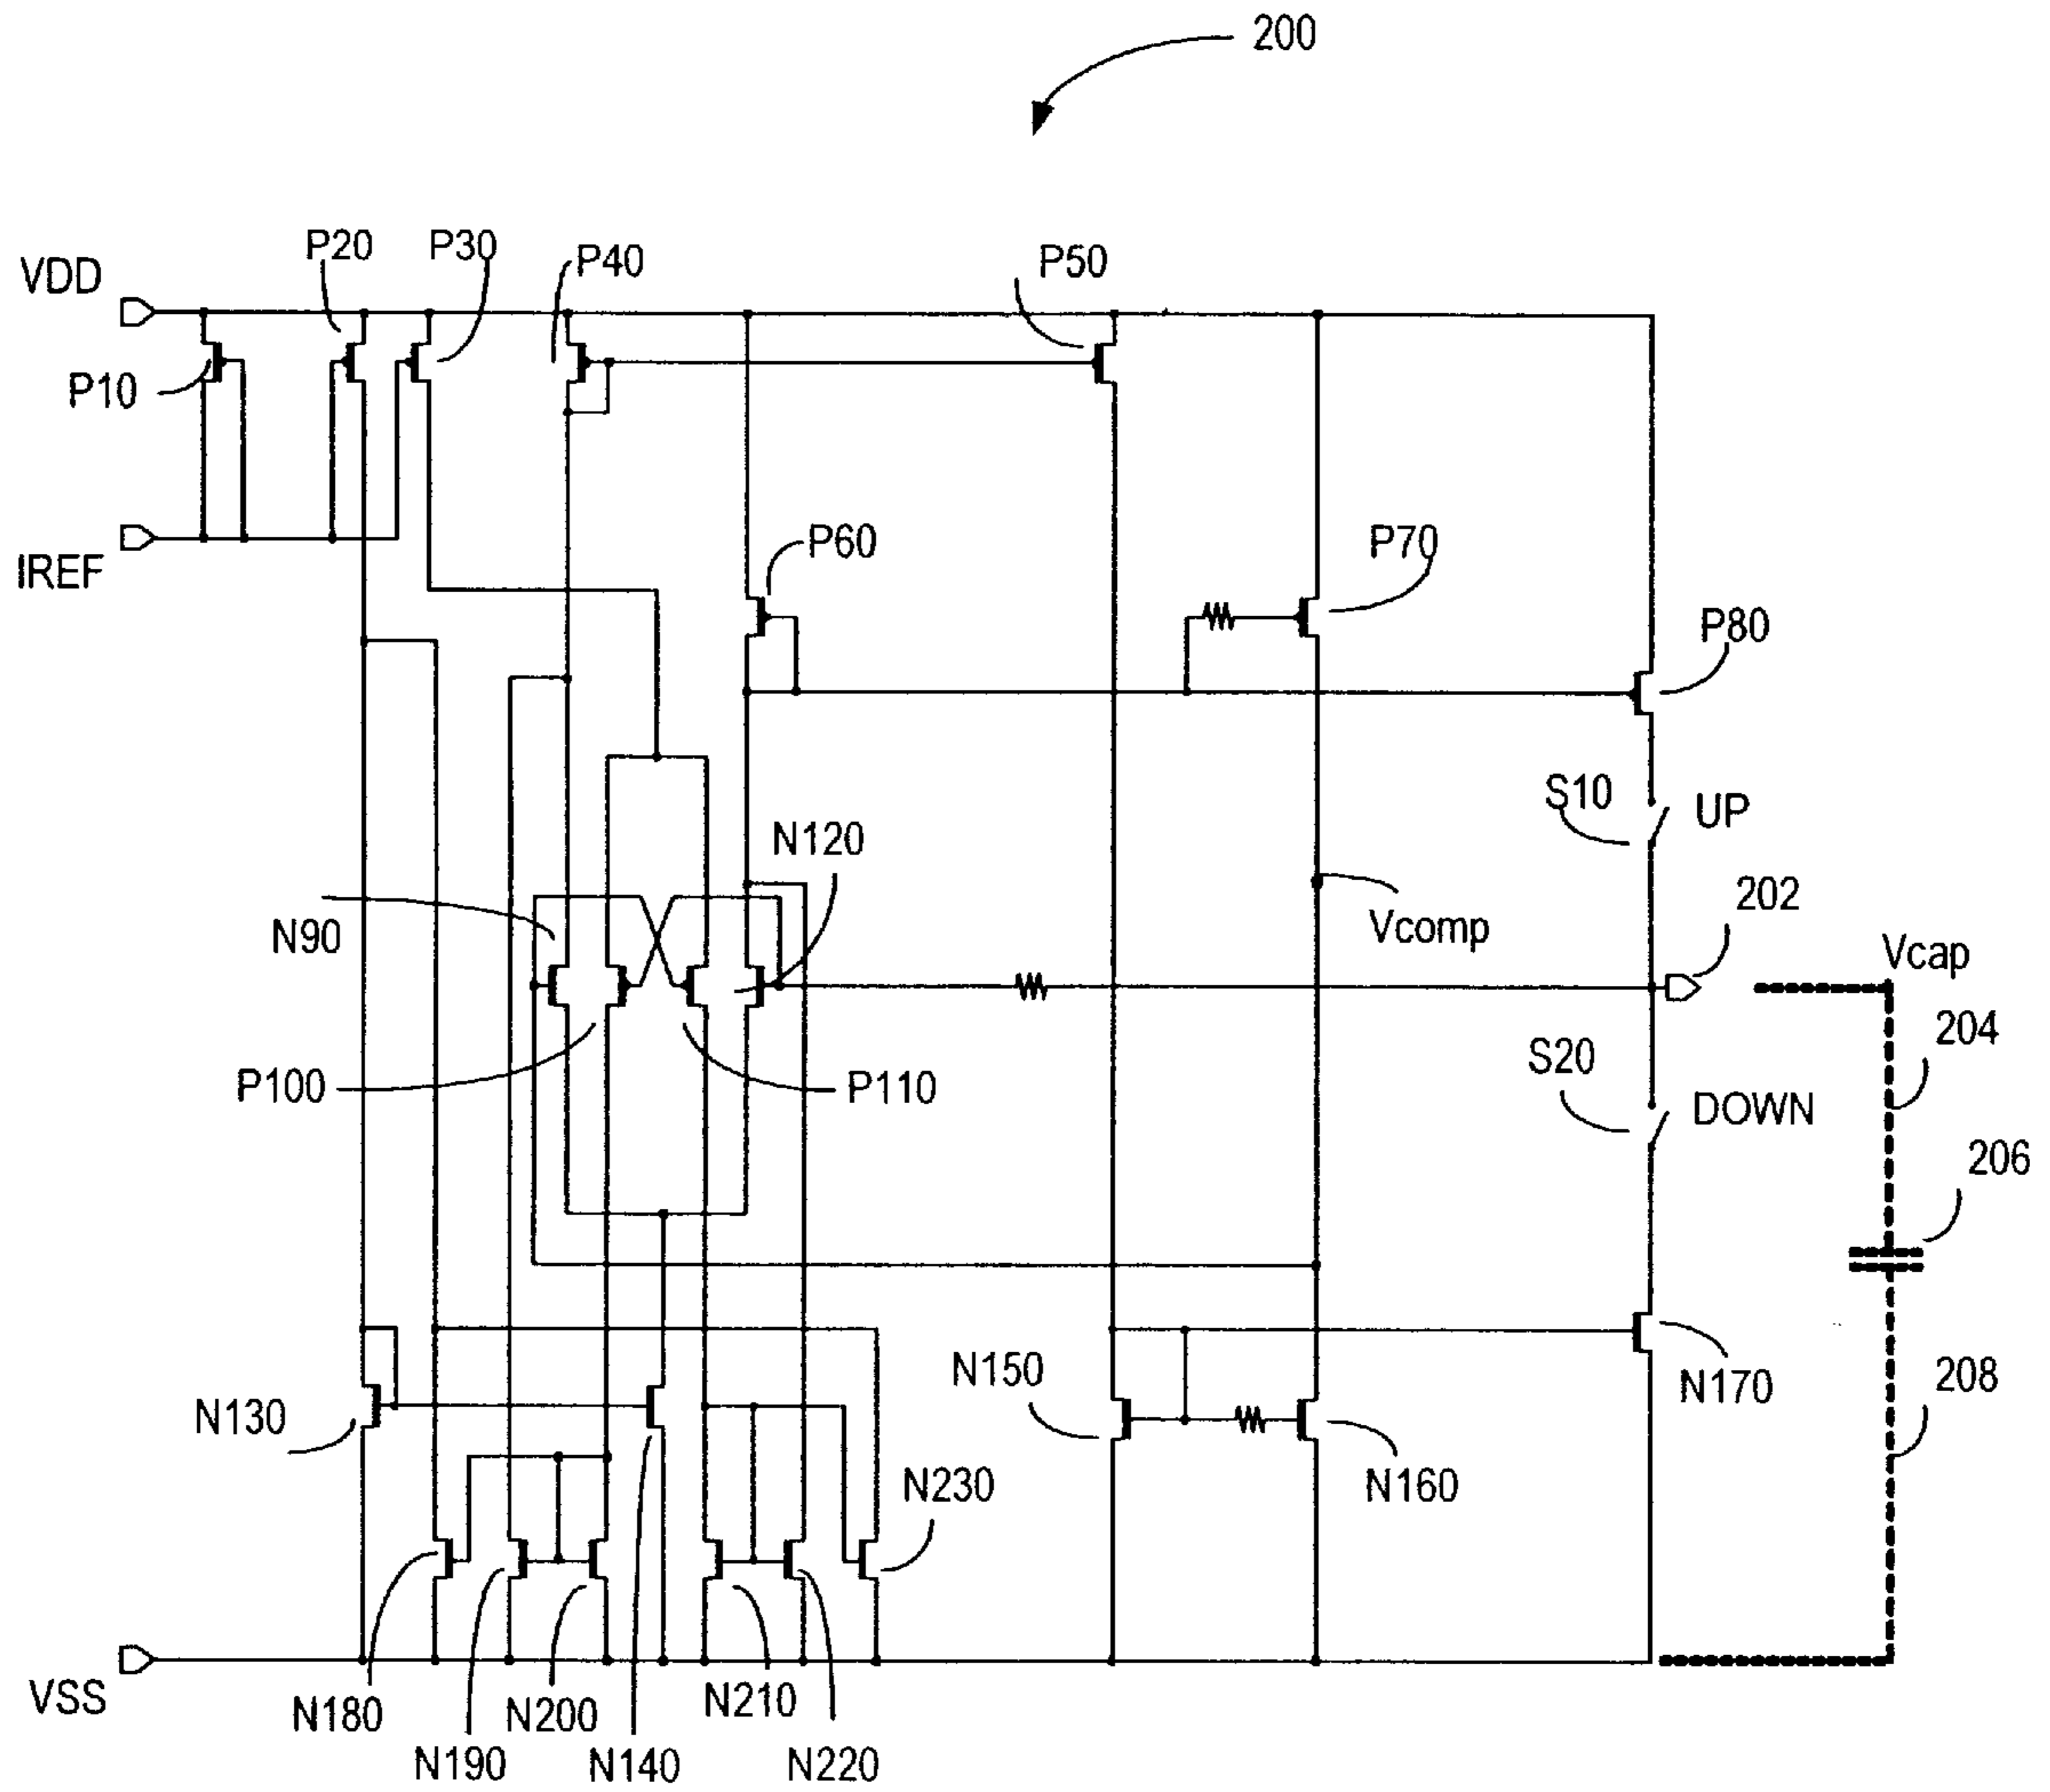 200
P20
P30
P40
P50
VDD
P10
IREF
P60
P70
P80
S10
UP
N120
202
N90
Vcomp
Vcap
204
S20
DOWN
P100
P110
206
N150
N170
208
N130
N230
N160
VSS
N180
N200
N210
N190
N140
N220